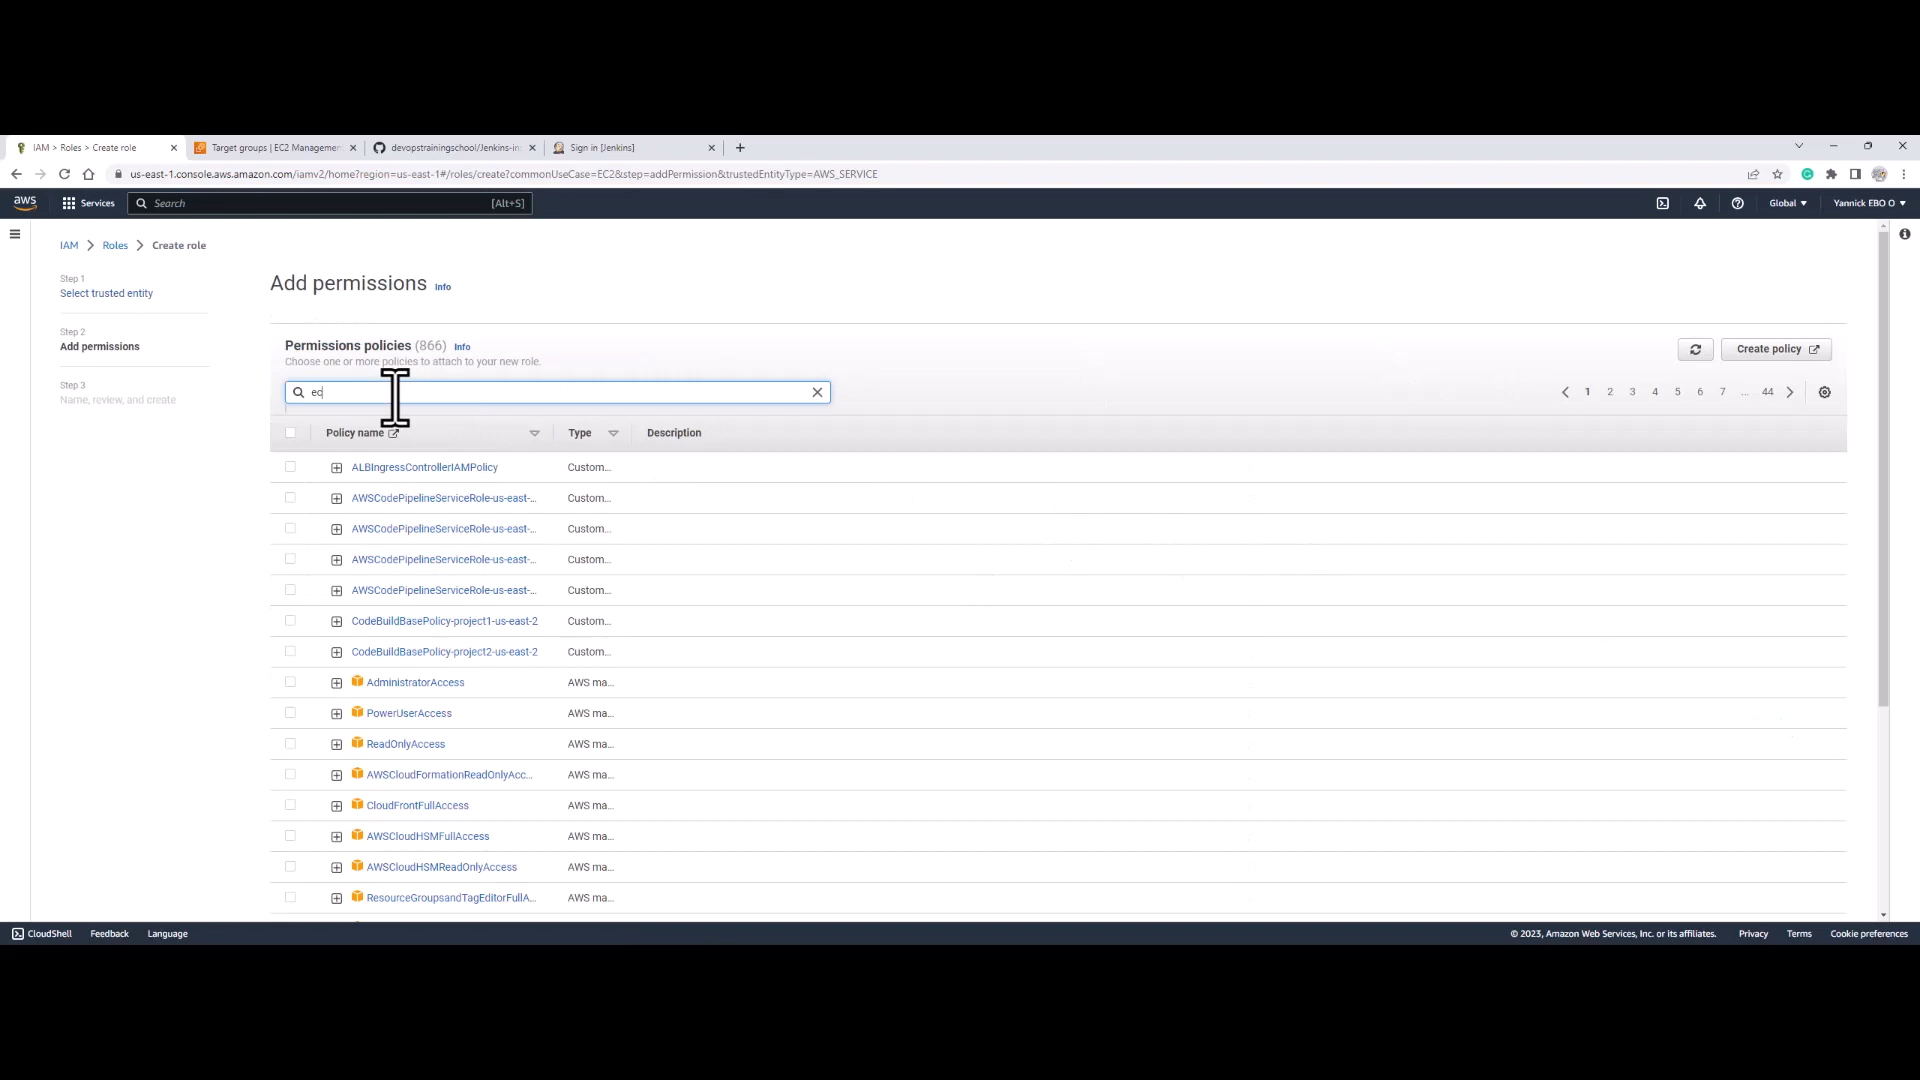 IAM > Roles > Create role
Target groups | EC2 Managemen
devopstrainingschool/Jenkins-in
Sign in [Jenkins]
us-east-1.console.aws.amazon.com/iamv2/home?region=us-east-1#/roles/create?commonUseCase=EC2&step=addPermission&trustedEntityType=AWS_SERVICE
aws
Services
Search
[Alt+S]
Global
Yannick EBO O
IAM > Roles > Create role
Step 1
Select trusted entity
Step 2
Add permissions
Step 3
Name, review, and create
Add permissions Info
Permissions policies (866) Info
Choose one or more policies to attach to your new role.
Create policy
ec
1 2 3 4 5 6 7 ... 44
Policy name Type Description
ALBIngressControllerIAMPolicy Custom...
AWSCodePipelineServiceRole-us-east-... Custom...
AWSCodePipelineServiceRole-us-east-... Custom...
AWSCodePipelineServiceRole-us-east-... Custom...
AWSCodePipelineServiceRole-us-east-... Custom...
CodeBuildBasePolicy-project1-us-east-2 Custom...
CodeBuildBasePolicy-project2-us-east-2 Custom...
AdministratorAccess AWS ma...
PowerUserAccess AWS ma...
ReadOnlyAccess AWS ma...
AWSCloudFormationReadOnlyAcc... AWS ma...
CloudFrontFullAccess AWS ma...
AWSCloudHSMFullAccess AWS ma...
AWSCloudHSMReadOnlyAccess AWS ma...
ResourceGroupsandTagEditorFullA... AWS ma...
CloudShell Feedback Language
© 2023, Amazon Web Services, Inc. or its affiliates. Privacy Terms Cookie preferences